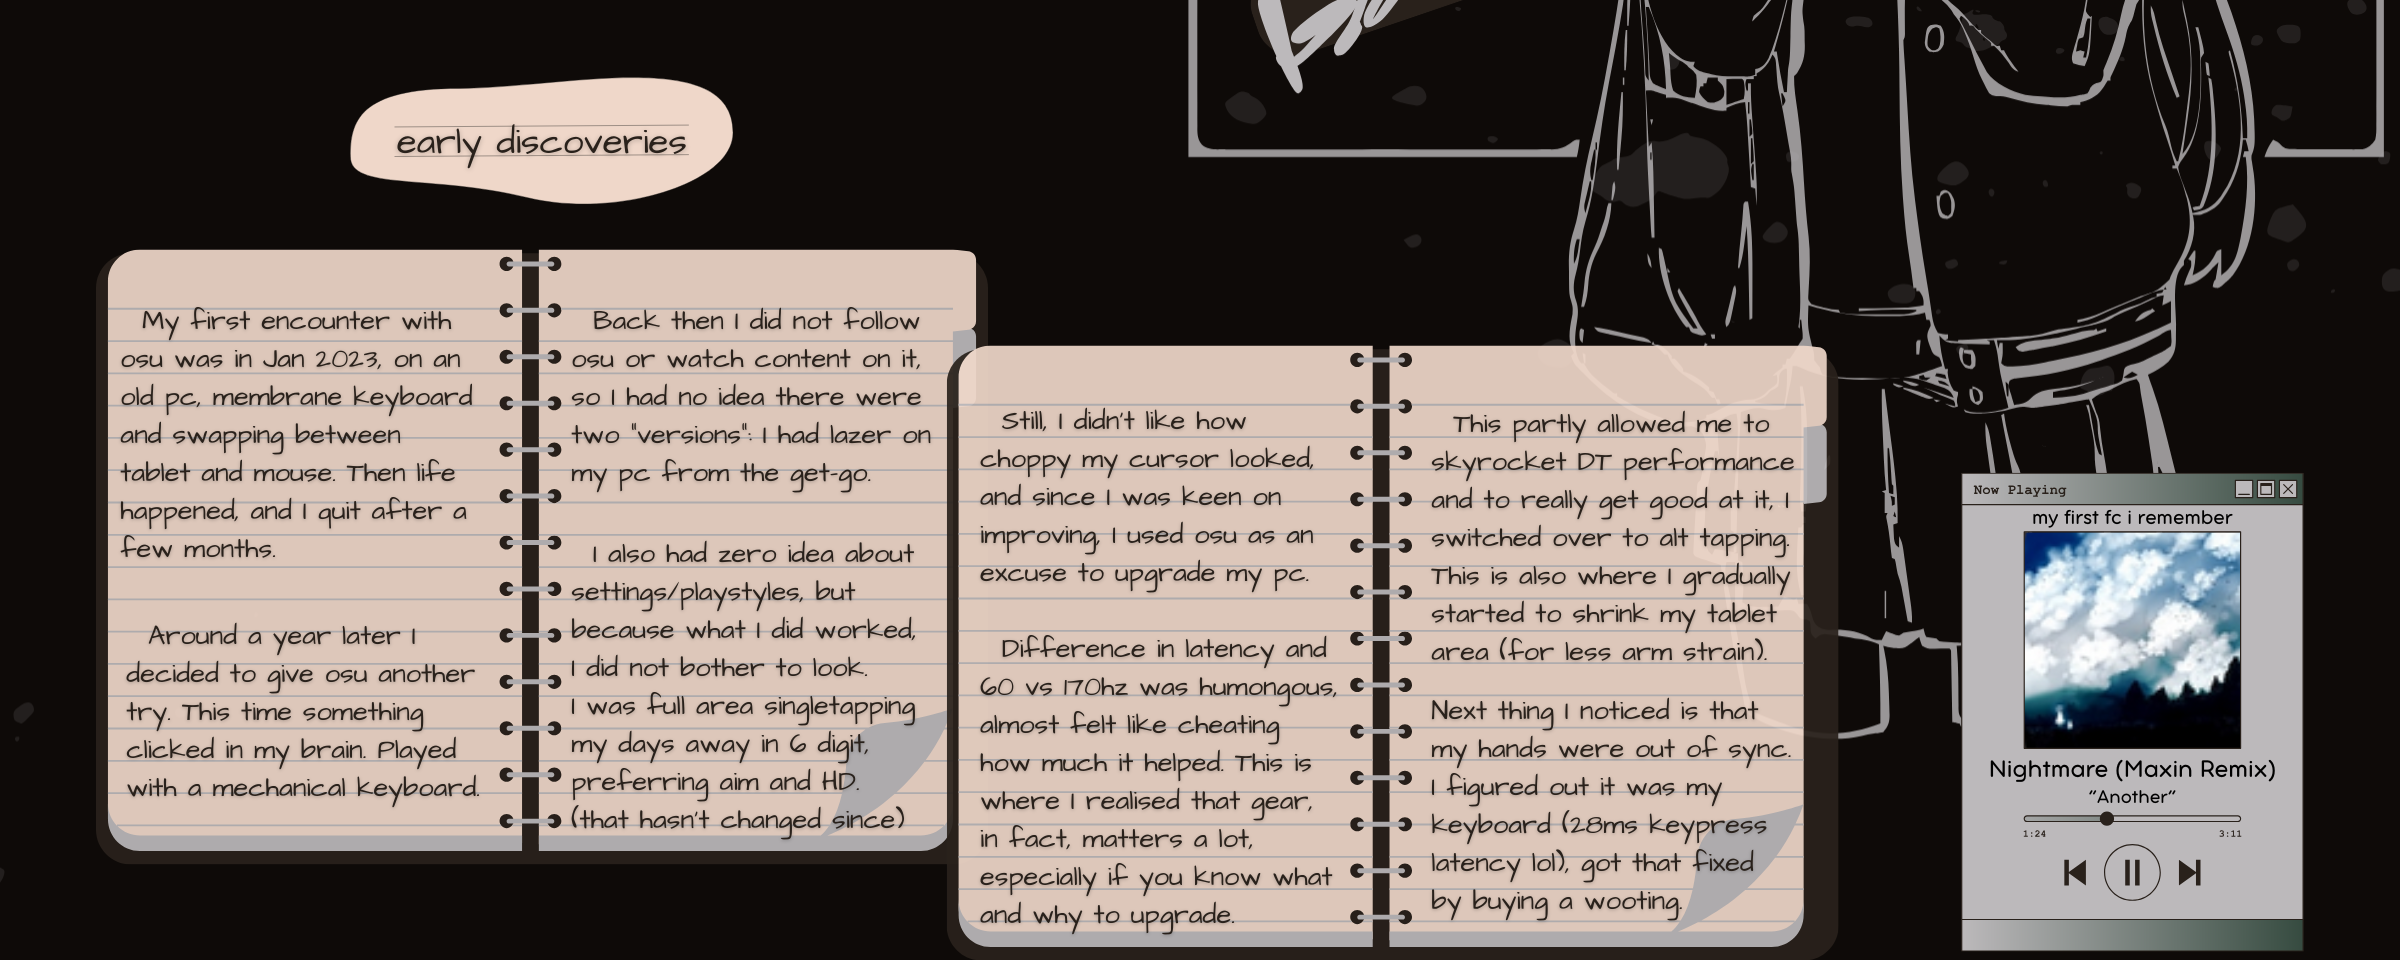 early discoveries
My first encounter with
osu was in Jan 2023, on an
old pc, membrane keyboard
and swapping between
tablet and mouse. Then life
happened, and I quit after a
few months.
Around a year later I
decided to give osu another
try. This time something
clicked in my brain. Played
with a mechanical keyboard.
Back then I did not follow
osu or watch content on it,
so I had no idea there were
two "versions": I had lazer on
my pc from the get-go.
I also had zero idea about
settings/playstyles, but
because what I did worked,
I did not bother to look.
I was full area singletapping
my days away in 6 digit,
preferring aim and HD.
(that hasn't changed since)
Still, I didn't like how
choppy my cursor looked,
and since I was keen on
improving, I used osu as an
excuse to upgrade my pc.
Difference in latency and
60 vs 170hz was humongous,
almost felt like cheating
how much it helped. This is
where I realised that gear,
in fact, matters a lot,
especially if you know what
and why to upgrade.
This partly allowed me to
skyrocket DT performance
and to really get good at it, I
switched over to alt tapping.
This is also where I gradually
started to shrink my tablet
area (for less arm strain).
Next thing I noticed is that
my hands were out of sync.
I figured out it was my
keyboard (28ms keypress
latency lol), got that fixed
by buying a wooting.
Now Playing
my first fc i remember
Nightmare (Maxin Remix)
"Another"
1:24
3:11